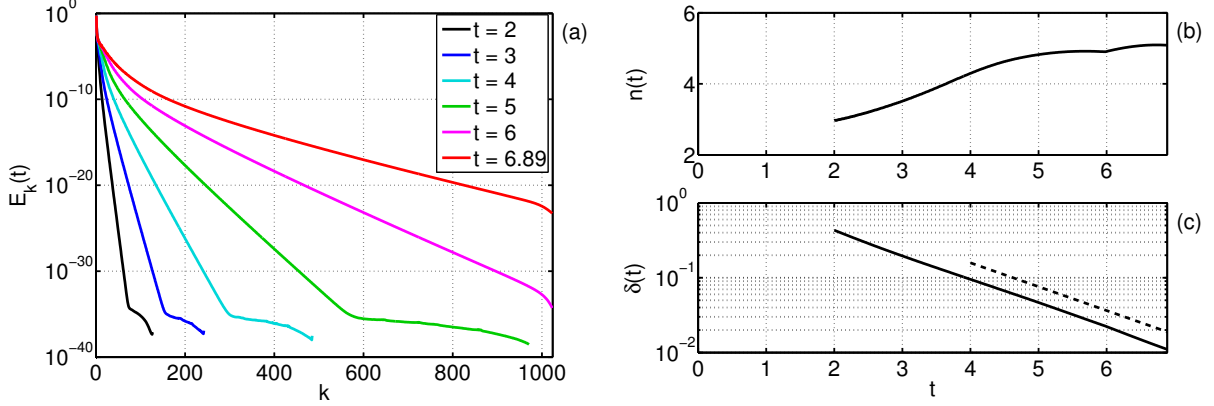 10^0
10^-10
10^-20
10^-30
10^-40
E_k(t)
0 200 400 600 800 1000
k
t = 2
t = 3
t = 4
t = 5
t = 6
t = 6.89
(a)
6
4
2
n(t)
0 1 2 3 4 5 6
(b)
10^0
10^-1
10^-2
δ(t)
0 1 2 3 4 5 6
t
(c)